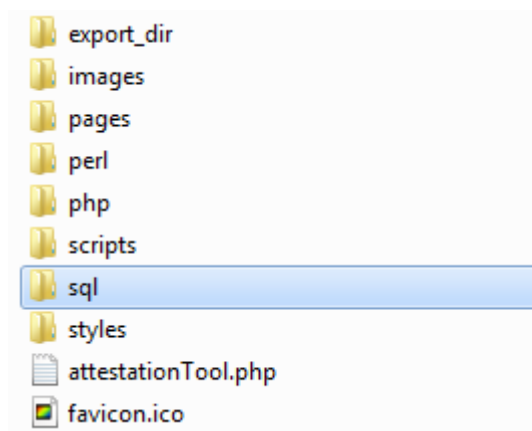 export_dir
images
pages
perl
php
scripts
sql
styles
attestationTool.php
favicon.ico